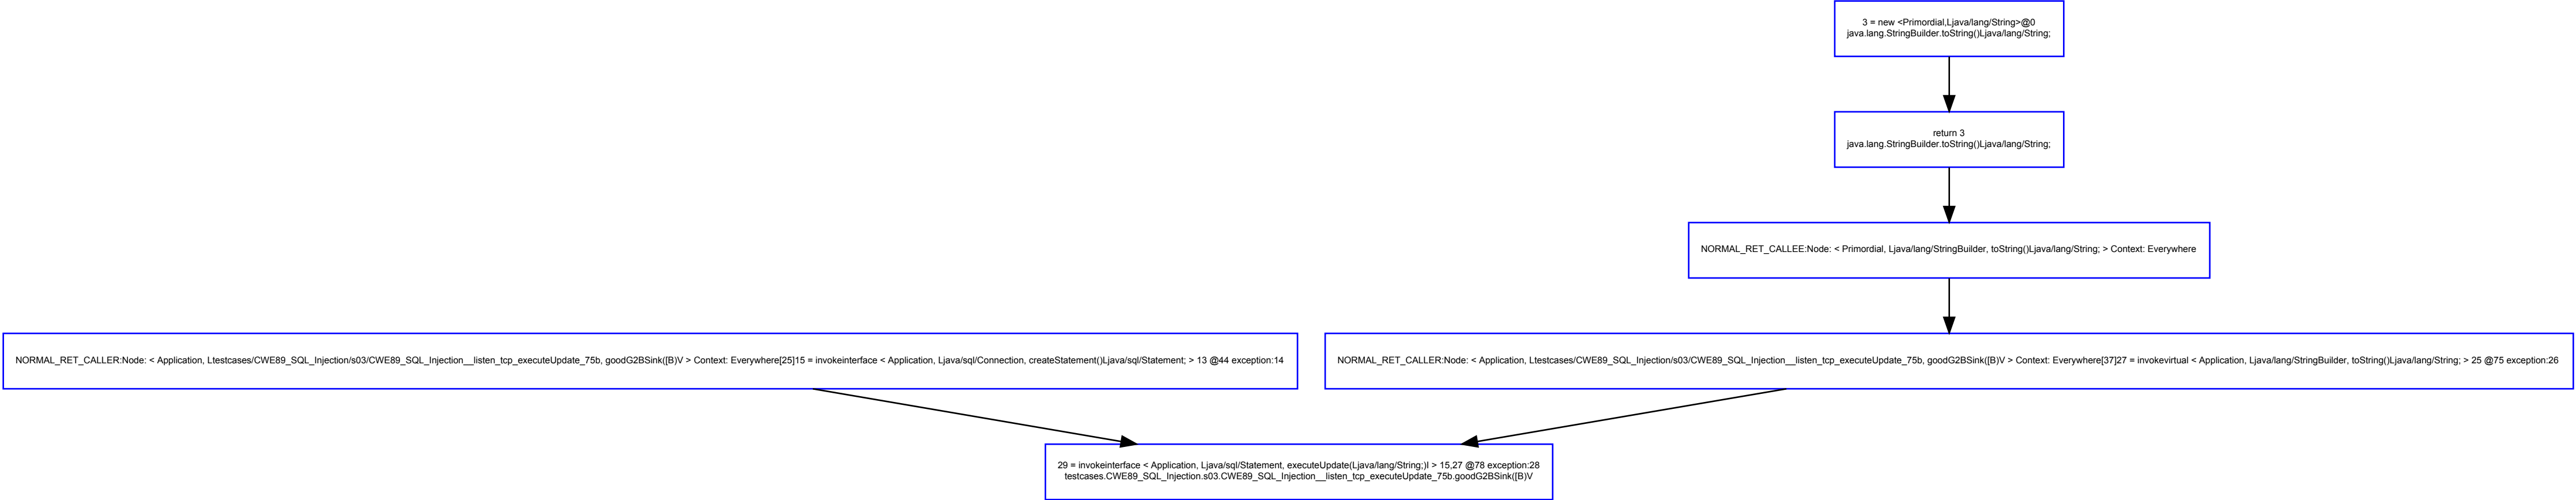 3 = new <Primordial,Ljava/lang/String>@0
java.lang.StringBuilder.toString()Ljava/lang/String;
return 3
java.lang.StringBuilder.toString()Ljava/lang/String;
NORMAL_RET_CALLEE:Node: < Primordial, Ljava/lang/StringBuilder, toString()Ljava/lang/String; > Context: Everywhere
NORMAL_RET_CALLER:Node: < Application, Ltestcases/CWE89_SQL_Injection/s03/CWE89_SQL_Injection__listen_tcp_executeUpdate_75b, goodG2BSink([B)V > Context: Everywhere[25]15 = invokeinterface < Application, Ljava/sql/Connection, createStatement()Ljava/sql/Statement; > 13 @44 exception:14
NORMAL_RET_CALLER:Node: < Application, Ltestcases/CWE89_SQL_Injection/s03/CWE89_SQL_Injection__listen_tcp_executeUpdate_75b, goodG2BSink([B)V > Context: Everywhere[37]27 = invokevirtual < Application, Ljava/lang/StringBuilder, toString()Ljava/lang/String; > 25 @75 exception:26
29 = invokeinterface < Application, Ljava/sql/Statement, executeUpdate(Ljava/lang/String;)I > 15,27 @78 exception:28
testcases.CWE89_SQL_Injection.s03.CWE89_SQL_Injection__listen_tcp_executeUpdate_75b.goodG2BSink([B)V